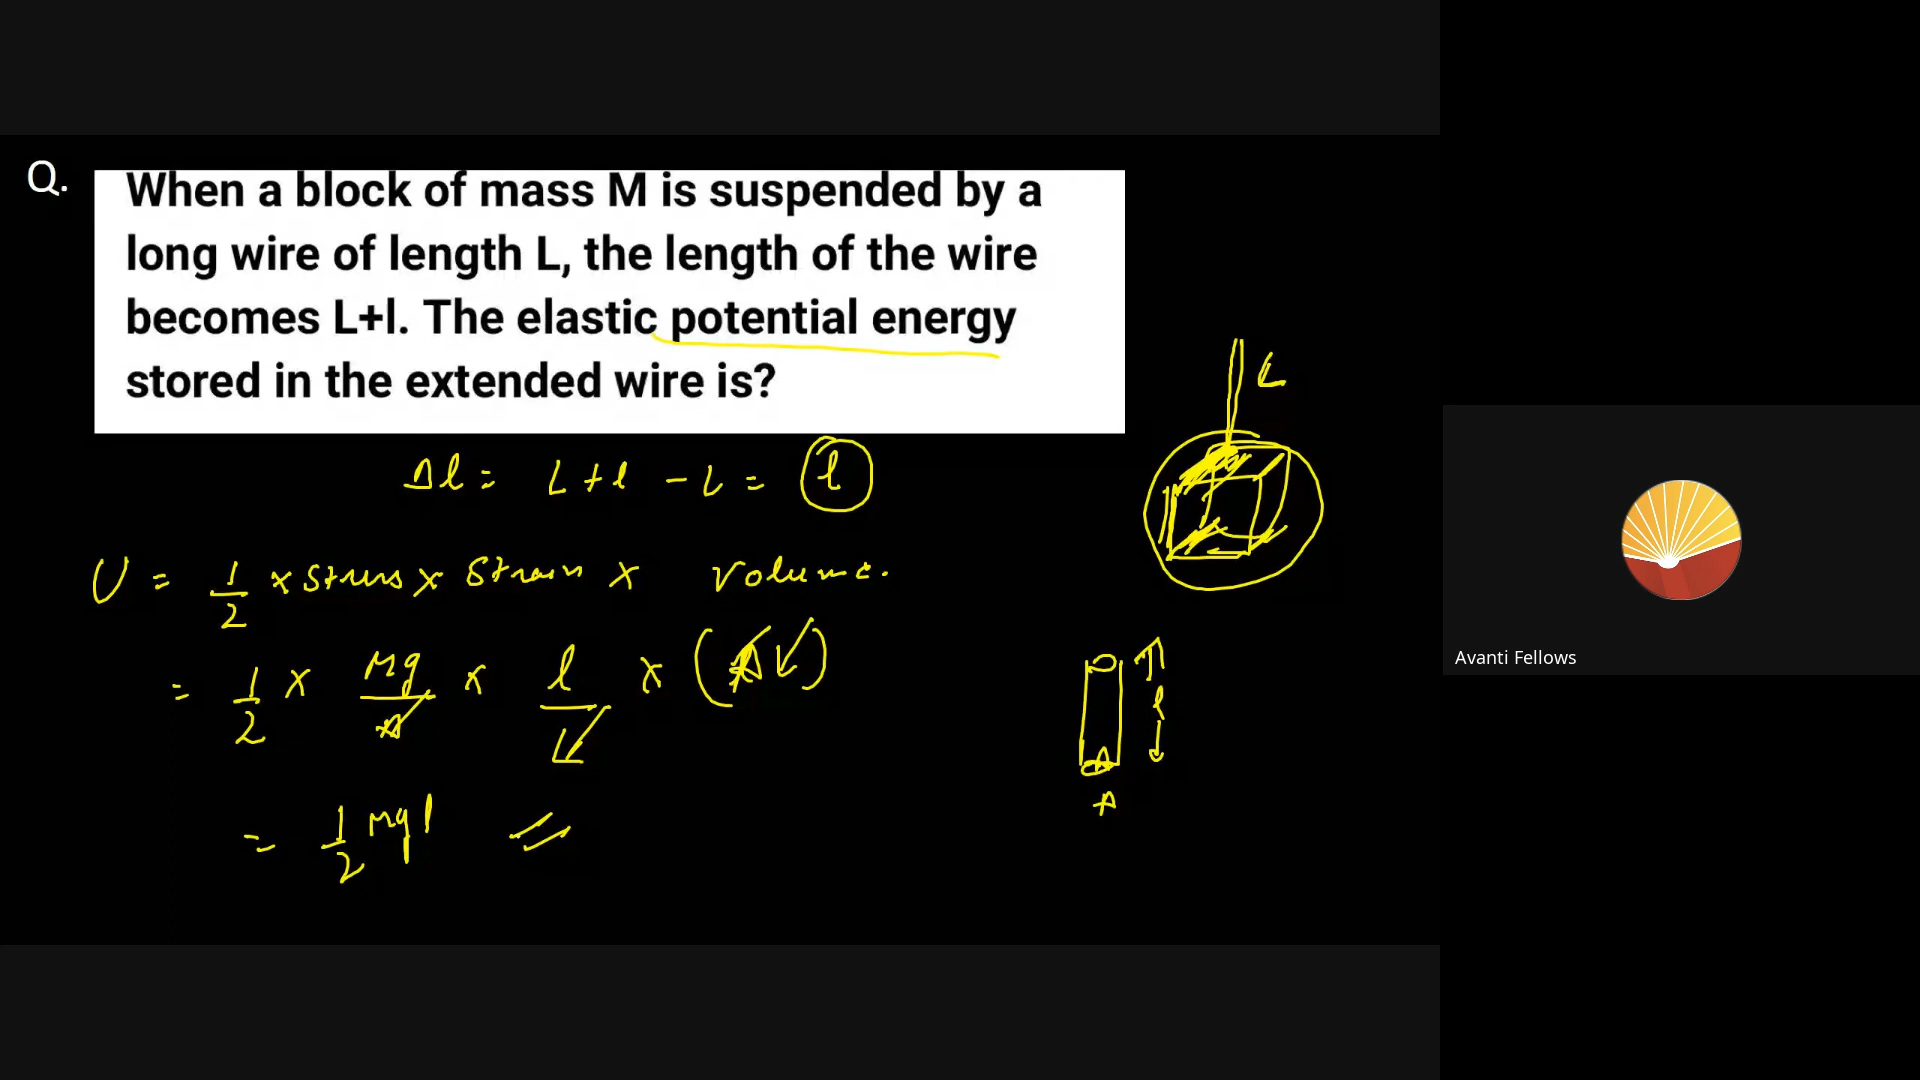 Q.
When a block of mass M is suspended by a
long wire of length L, the length of the wire
becomes L+l. The elastic potential energy
stored in the extended wire is?
L
Δl = L + l - L = l
U = 1/2 × Stress × Strain × Volume.
= 1/2 × Mg/A × l/L × (AL)
l
A
A
= 1/2 Mgl
Avanti Fellows